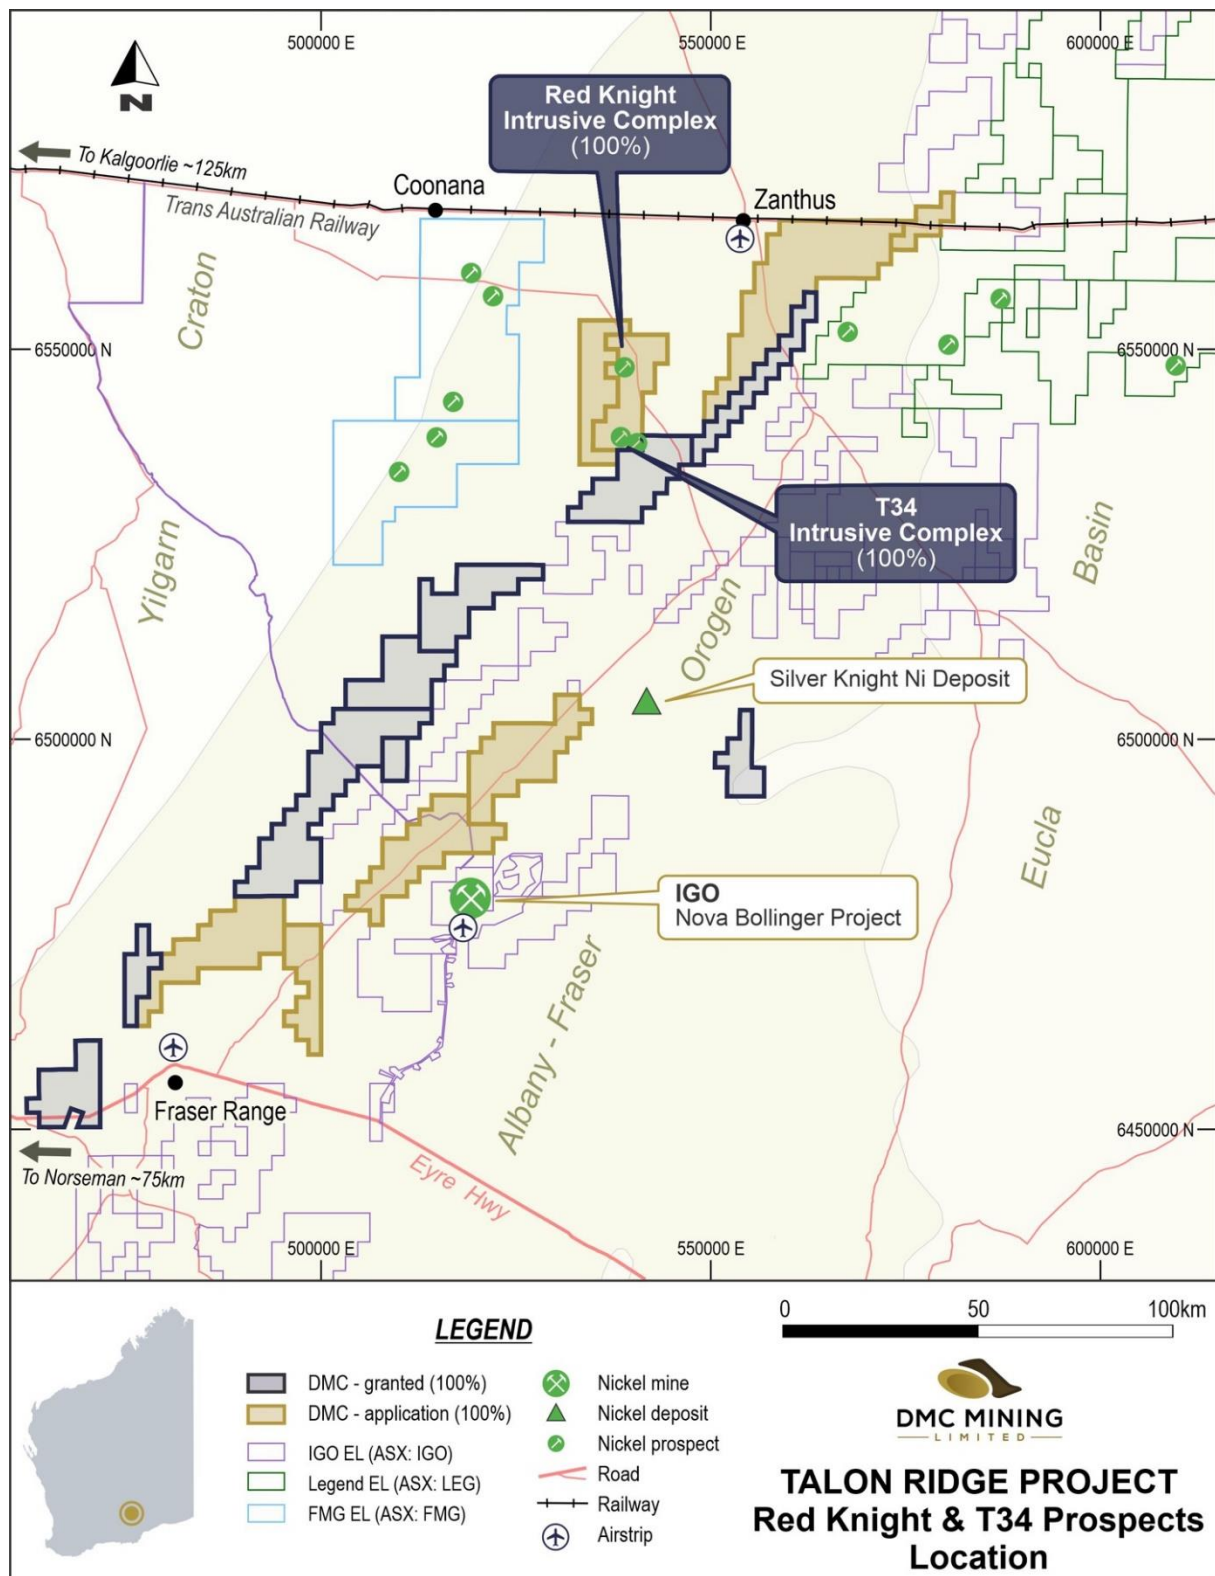 500000 E
550000 E
600000 E
N
Red Knight
Intrusive Complex
(100%)
To Kalgoorlie ~125km
Coonana
Zanthus
Trans Australian Railway
Craton
6550000 N
6550000 N
T34
Intrusive Complex
(100%)
Yilgarn
Basin
Orogen
Silver Knight Ni Deposit
6500000 N
6500000 N
Eucla
IGO
Nova Bollinger Project
Albany - Fraser
Fraser Range
6450000 N
To Norseman ~75km
Eyre Hwy
500000 E
550000 E
600000 E
LEGEND
DMC - granted (100%)
DMC - application (100%)
IGO EL (ASX: IGO)
Legend EL (ASX: LEG)
FMG EL (ASX: FMG)
Nickel mine
Nickel deposit
Nickel prospect
Road
Railway
Airstrip
0
50
100km
DMC MINING
LIMITED
TALON RIDGE PROJECT
Red Knight & T34 Prospects
Location